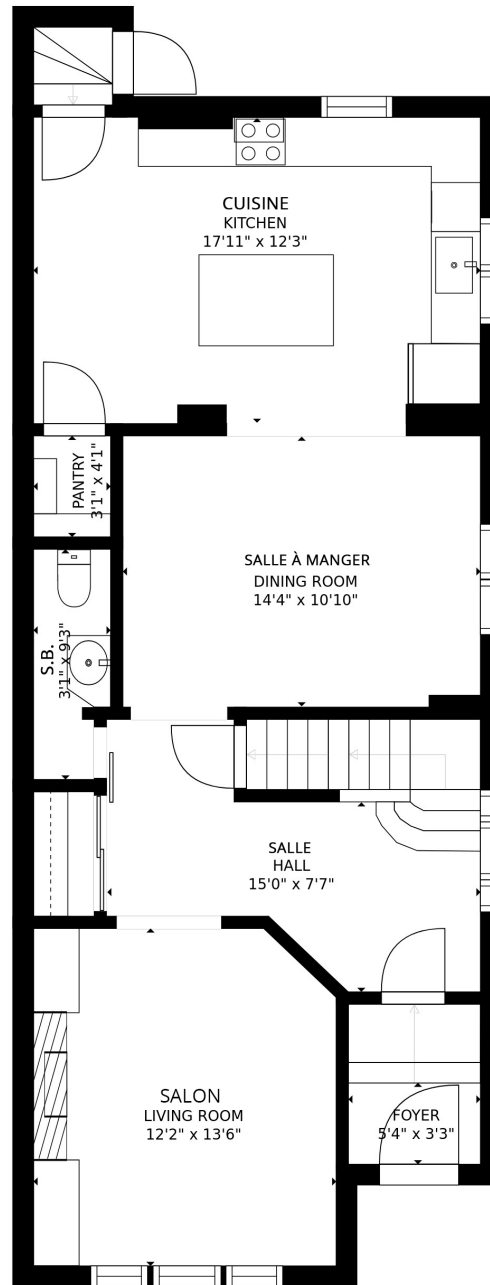 CUISINE
KITCHEN
17'11" x 12'3"
PANTRY
3'1" x 4'1"
SALLE À MANGER
DINING ROOM
14'4" x 10'10"
S.B.
3'1" x 9'3"
SALLE
HALL
15'0" x 7'7"
SALON
LIVING ROOM
12'2" x 13'6"
FOYER
5'4" x 3'3"